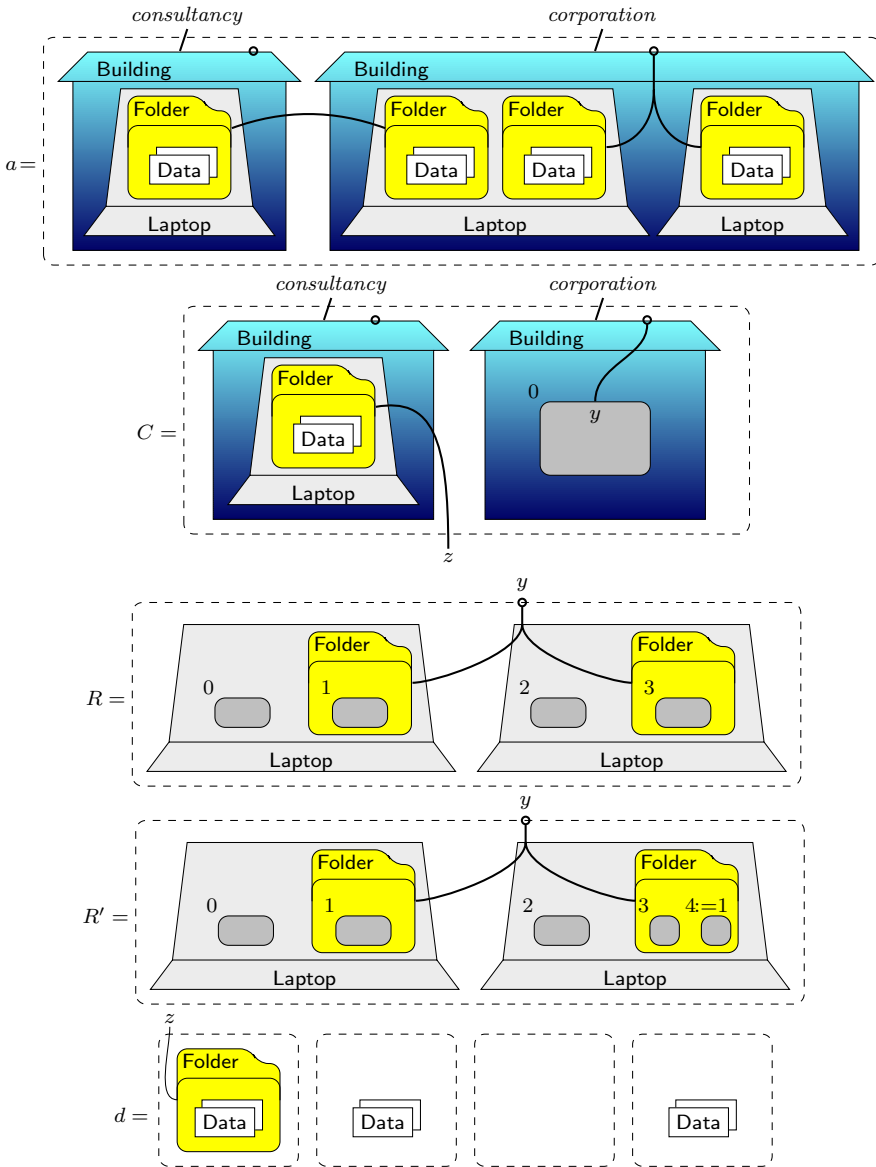 consultancy corporation
Building Building
Folder Folder Folder Folder
Data Data Data Data
a =
Laptop Laptop Laptop
consultancy corporation
Building Building
Folder
0
y
C =
Data
Laptop
z
y
Folder Folder
0 1 2 3
R =
Laptop Laptop
y
Folder Folder
0 1 2 3 4:=1
R′ =
Laptop Laptop
z
Folder
d =
Data Data Data